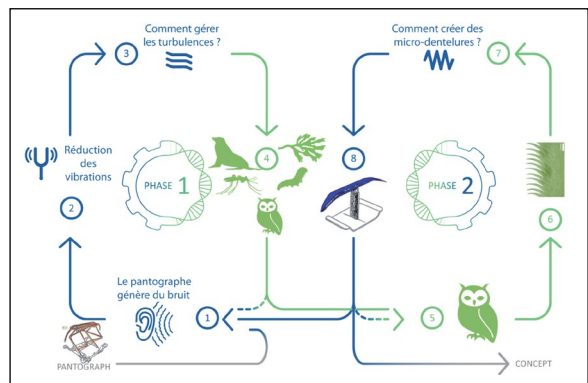 Comment gérer
les turbulences ?
3
Comment créer des
micro-dentelures ?
7
Réduction
des
vibrations
4
8
PHASE 1
PHASE 2
2
6
Le pantographe
génère du bruit
1
5
PANTOGRAPH
CONCEPT